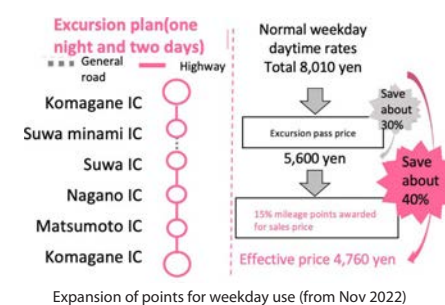 Excursion plan(one
night and two days)
General
road
Highway
Komagane IC
Suwa minami IC
Suwa IC
Nagano IC
Matsumoto IC
Komagane IC
Normal weekday
daytime rates
Total 8,010 yen
Save
about
30%
Excursion pass price
5,600 yen
Save
about
40%
15% mileage points awarded
for sales price
Effective price 4,760 yen
Expansion of points for weekday use (from Nov 2022)